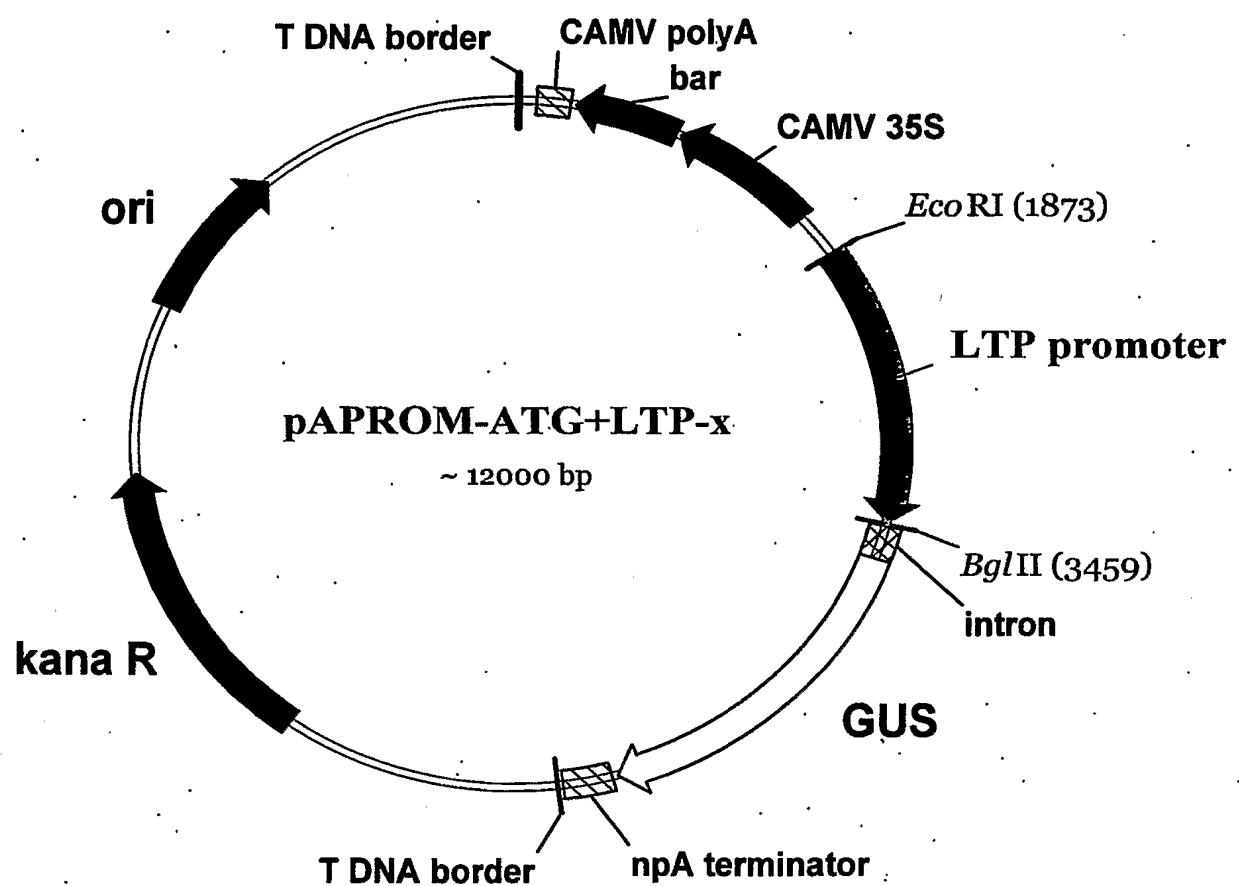 T DNA border
CAMV polyA
bar
CAMV 35S
ori
EcoRI (1873)
LTP promoter
pAPROM-ATG+LTP-x
~ 12000 bp
BglII (3459)
intron
kana R
GUS
T DNA border
npA terminator